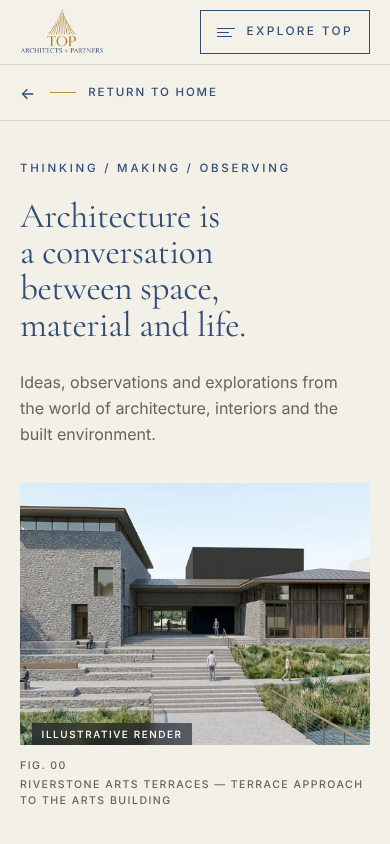 TOP
ARCHITECTS + PARTNERS
EXPLORE TOP
RETURN TO HOME
THINKING / MAKING / OBSERVING
Architecture is
a conversation
between space,
material and life.
Ideas, observations and explorations from
the world of architecture, interiors and the
built environment.
ILLUSTRATIVE RENDER
FIG. 00
RIVERSTONE ARTS TERRACES — TERRACE APPROACH
TO THE ARTS BUILDING